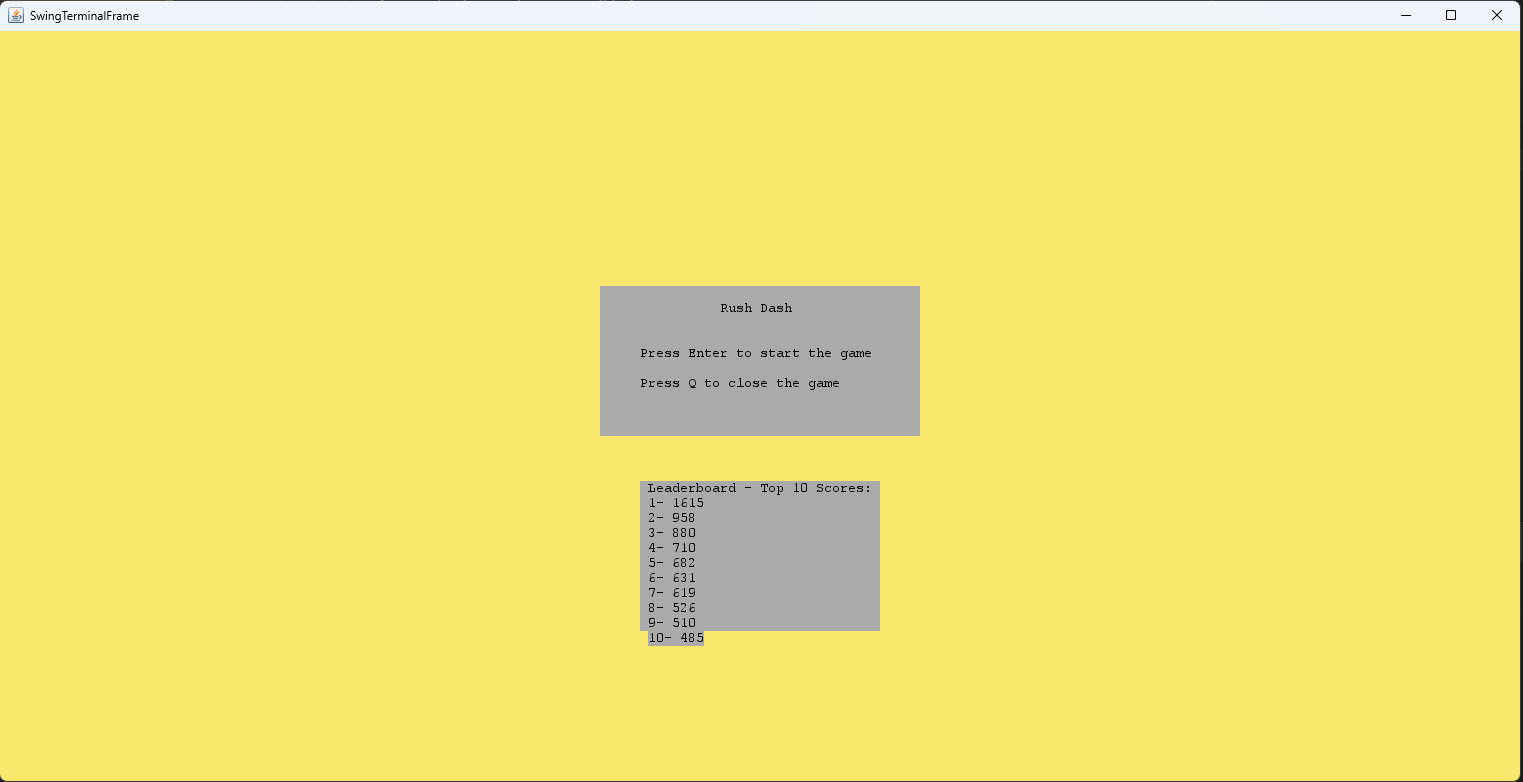 SwingTerminalFrame
Rush Dash
Press Enter to start the game
Press Q to close the game
Leaderboard - Top 10 Scores:
1- 1615
2- 958
3- 880
4- 710
5- 682
6- 631
7- 619
8- 526
9- 510
10- 485